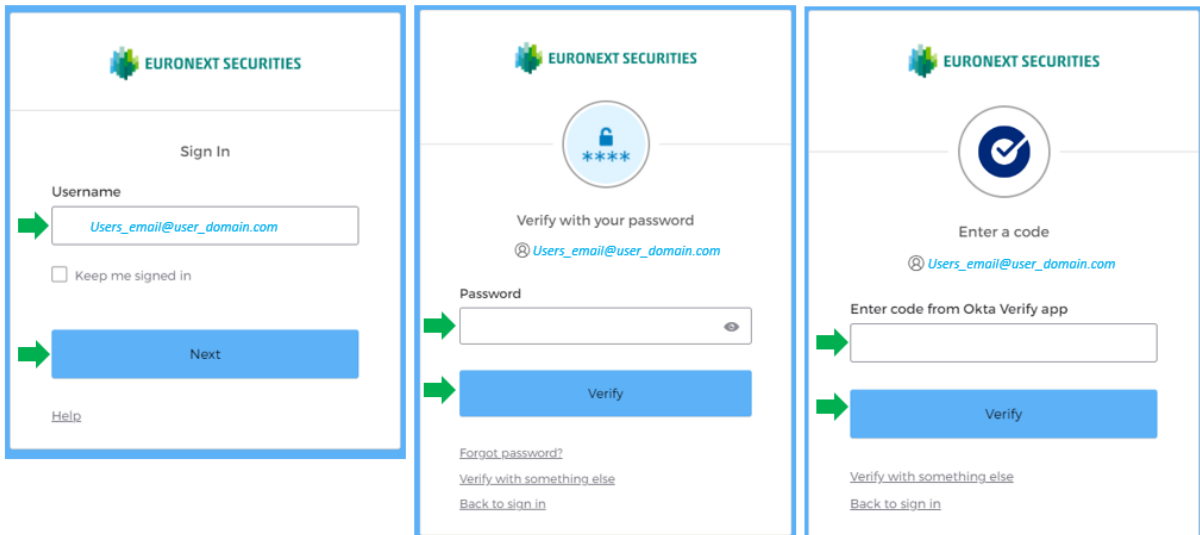 EURONEXT SECURITIES
Sign In
Username
Users_email@user_domain.com
Keep me signed in
Next
Help
EURONEXT SECURITIES
****
Verify with your password
Users_email@user_domain.com
Password
Verify
Forgot password?
Verify with something else
Back to sign in
EURONEXT SECURITIES
Enter a code
Users_email@user_domain.com
Enter code from Okta Verify app
Verify
Verify with something else
Back to sign in